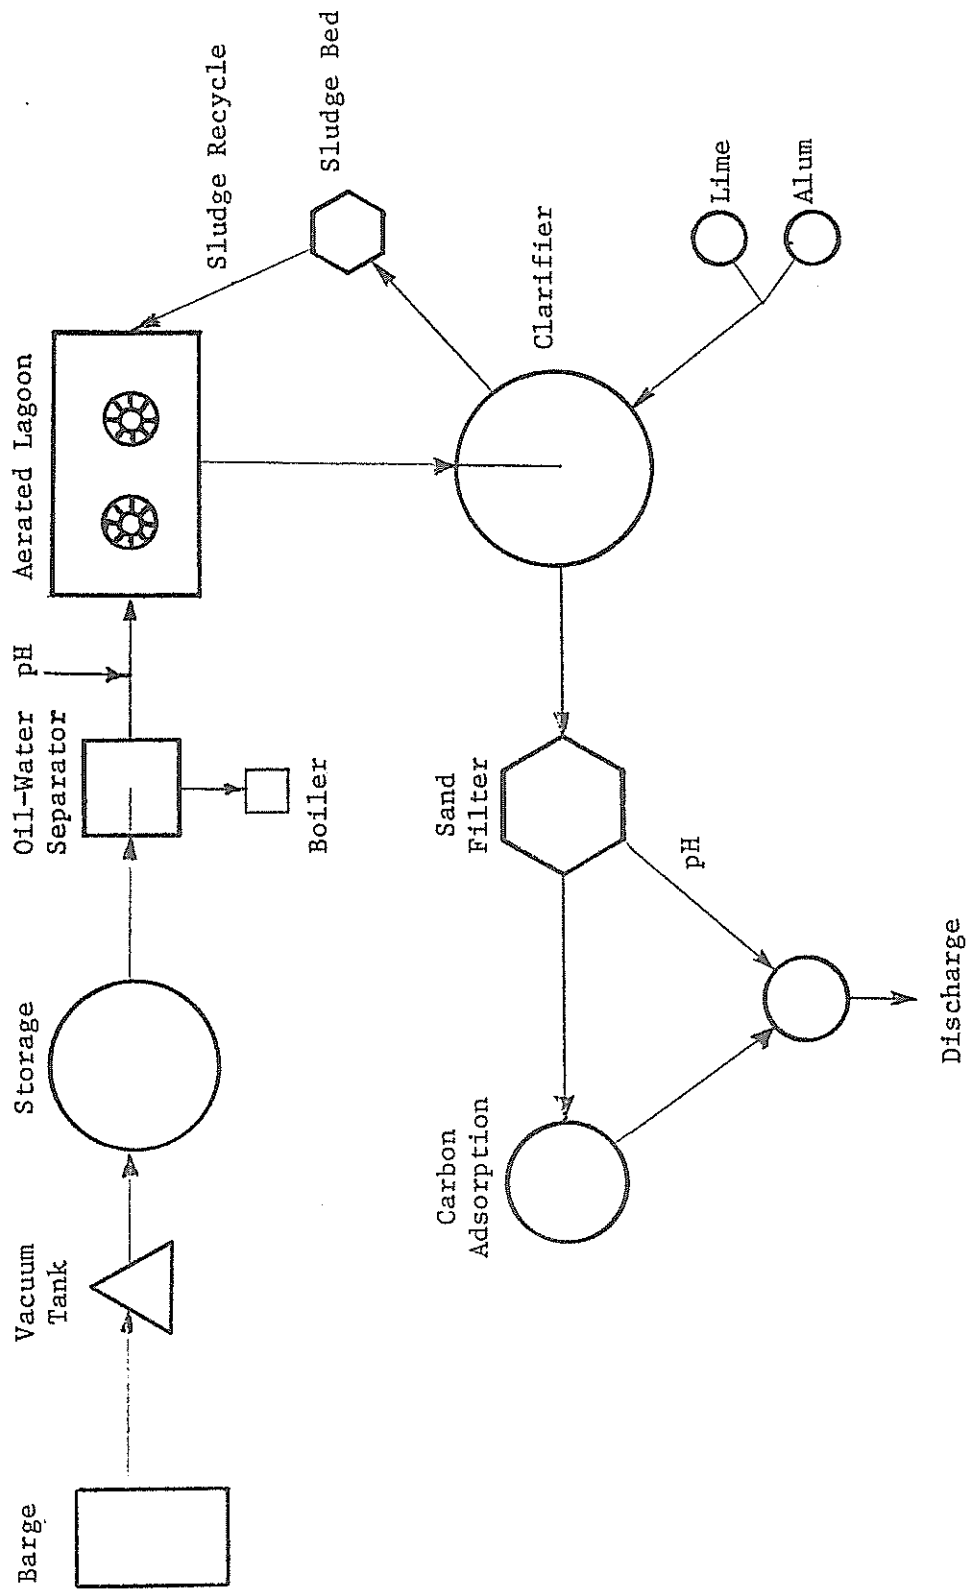 Barge
Vacuum
Tank
Storage
Oil-Water
Separator
pH
Aerated Lagoon
Boiler
Sludge Recycle
Sludge Bed
Carbon
Adsorption
Sand
Filter
Clarifier
pH
Lime
Alum
Discharge